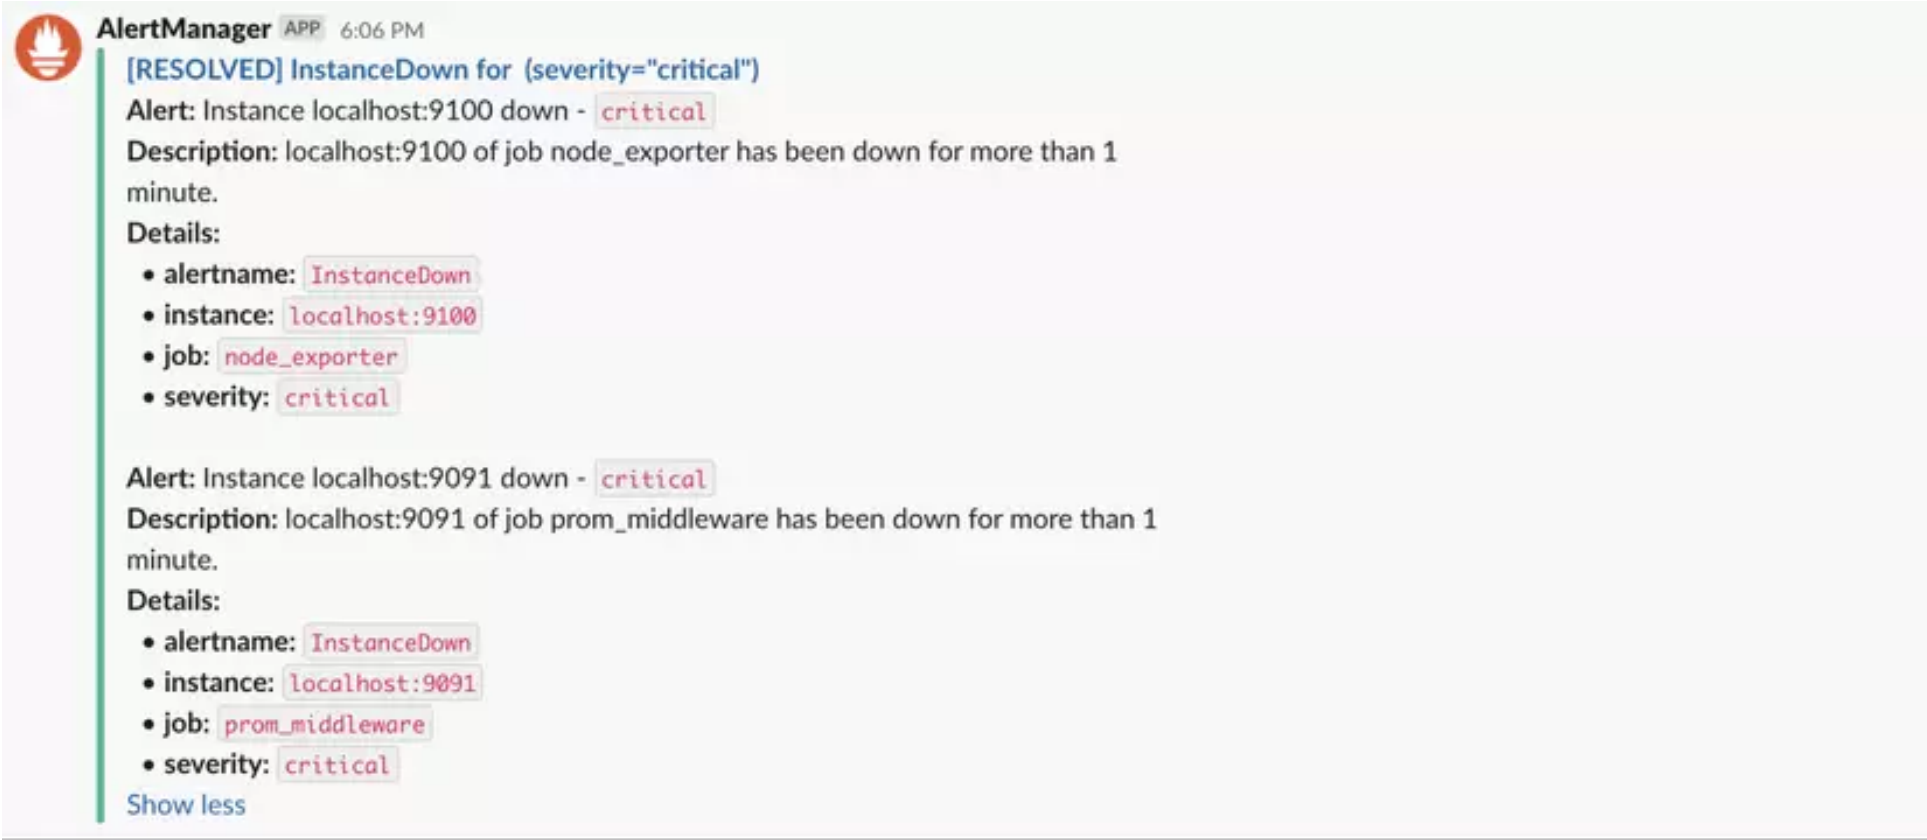 AlertManager APP 6:06 PM
[RESOLVED] InstanceDown for (severity="critical")
Alert: Instance localhost:9100 down - critical
Description: localhost:9100 of job node_exporter has been down for more than 1
minute.
Details:
• alertname: InstanceDown
• instance: localhost:9100
• job: node_exporter
• severity: critical
Alert: Instance localhost:9091 down - critical
Description: localhost:9091 of job prom_middleware has been down for more than 1
minute.
Details:
• alertname: InstanceDown
• instance: localhost:9091
• job: prom_middleware
• severity: critical
Show less